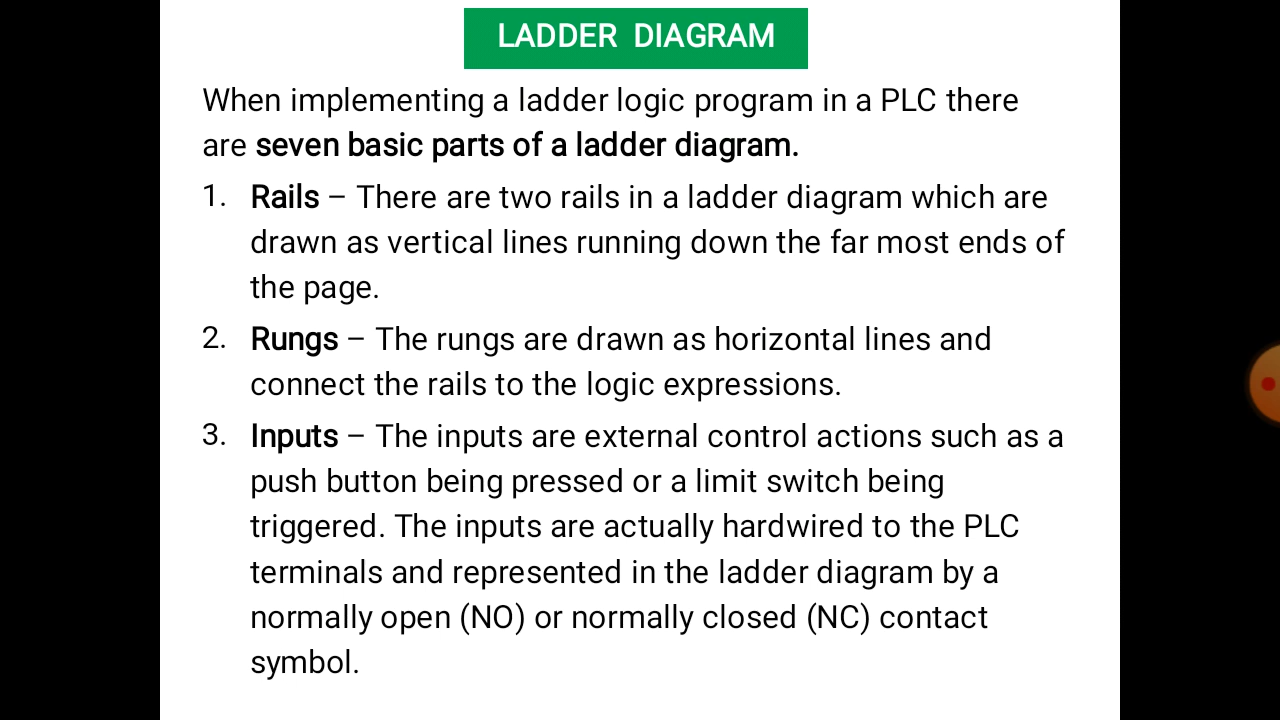 LADDER DIAGRAM
When implementing a ladder logic program in a PLC there
are seven basic parts of a ladder diagram.
1. Rails – There are two rails in a ladder diagram which are
drawn as vertical lines running down the far most ends of
the page.
2. Rungs – The rungs are drawn as horizontal lines and
connect the rails to the logic expressions.
3. Inputs – The inputs are external control actions such as a
push button being pressed or a limit switch being
triggered. The inputs are actually hardwired to the PLC
terminals and represented in the ladder diagram by a
normally open (NO) or normally closed (NC) contact
symbol.